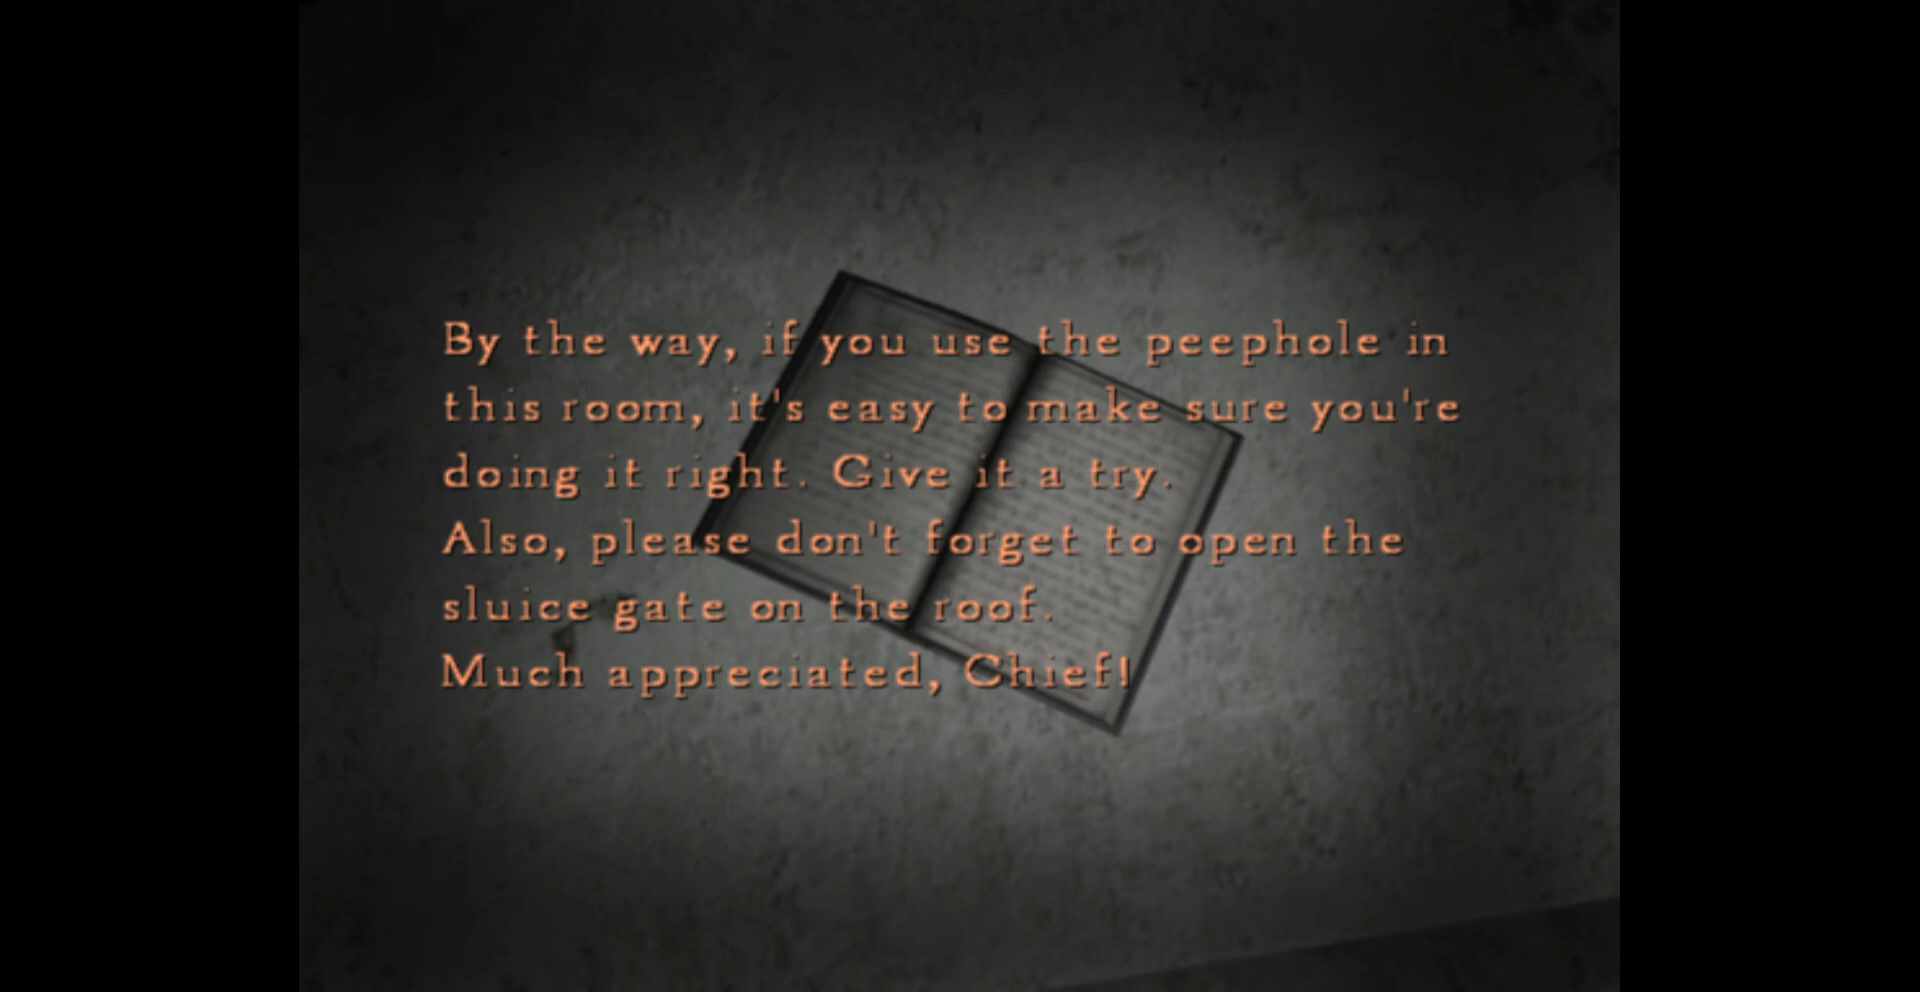 By the way, if you use the peephole in
this room, it's easy to make sure you're
doing it right. Give it a try.
Also, please don't forget to open the
sluice gate on the roof.
Much appreciated, Chief!